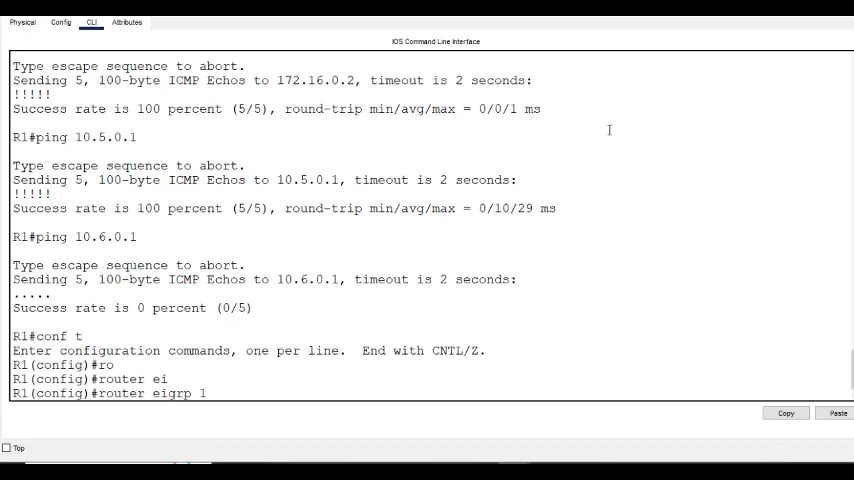 Physical Config CLI Attributes
IOS Command Line Interface
Type escape sequence to abort.
Sending 5, 100-byte ICMP Echos to 172.16.0.2, timeout is 2 seconds:
!!!!!
Success rate is 100 percent (5/5), round-trip min/avg/max = 0/0/1 ms
R1#ping 10.5.0.1
Type escape sequence to abort.
Sending 5, 100-byte ICMP Echos to 10.5.0.1, timeout is 2 seconds:
!!!!!
Success rate is 100 percent (5/5), round-trip min/avg/max = 0/10/29 ms
R1#ping 10.6.0.1
Type escape sequence to abort.
Sending 5, 100-byte ICMP Echos to 10.6.0.1, timeout is 2 seconds:
.....
Success rate is 0 percent (0/5)
R1#conf t
Enter configuration commands, one per line.  End with CNTL/Z.
R1(config)#ro
R1(config)#router ei
R1(config)#router eigrp 1
Copy Paste
Top